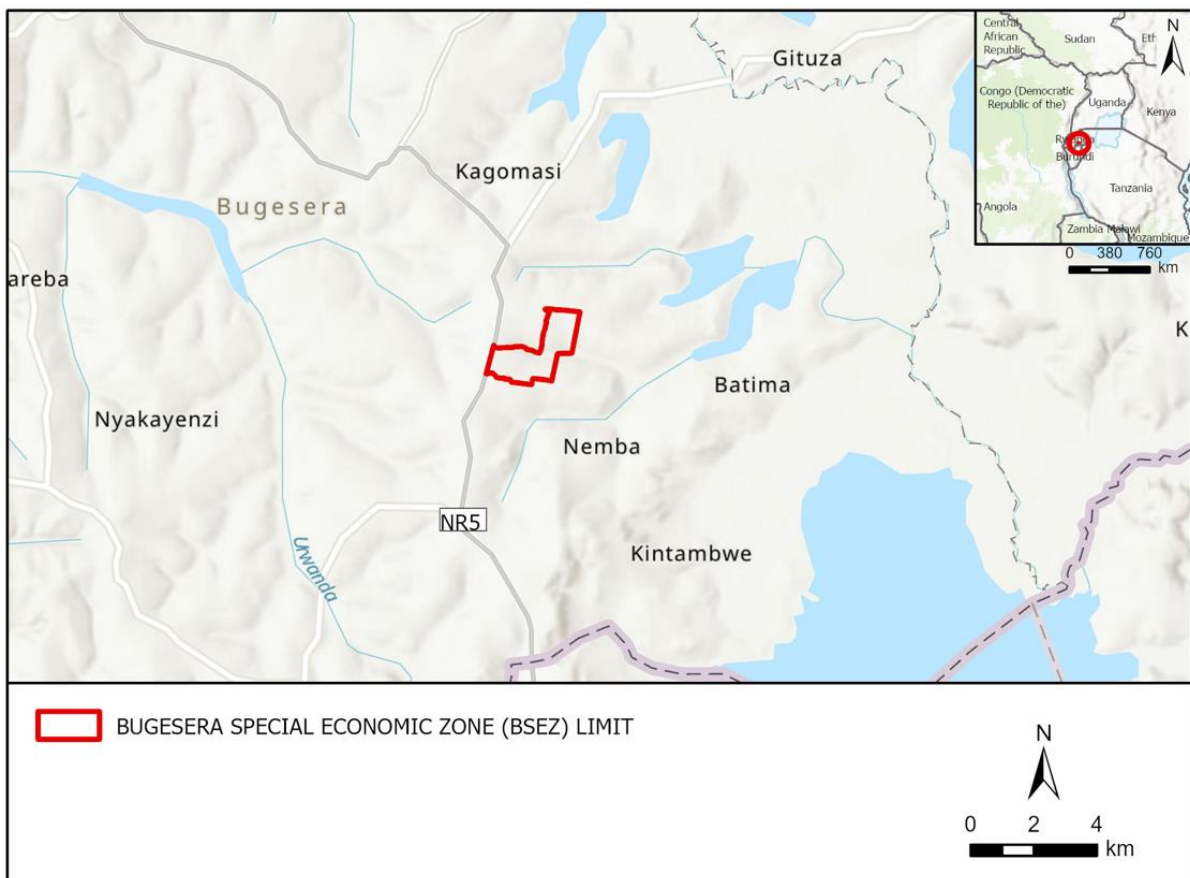 Gituza
Kagomasi
Bugesera
areba
K
Batima
Nyakayenzi
Nemba
NR5
Kintambwe
Urwanda
Central
African
Republic
Sudan
Eth
N
Congo (Democratic
Republic of the)
Uganda
Kenya
Burundi
Tanzania
Angola
Zambia Malawi
Mozambique
0 380 760
km
BUGESERA SPECIAL ECONOMIC ZONE (BSEZ) LIMIT
N
0 2 4
km